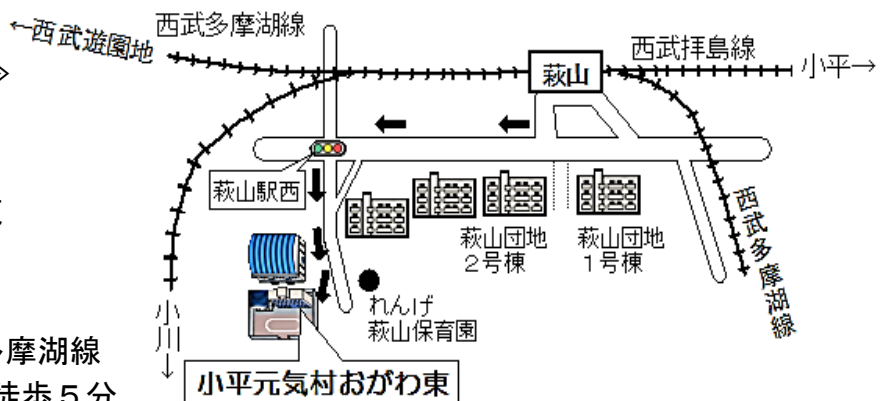 ←西武遊園地
西武多摩湖線
萩山
西武拝島線
小平→
萩山駅西
萩山団地
2号棟
萩山団地
1号棟
西武多摩湖線
れんげ
萩山保育園
小川→
小平元気村おがわ東
摩湖線
徒歩5分